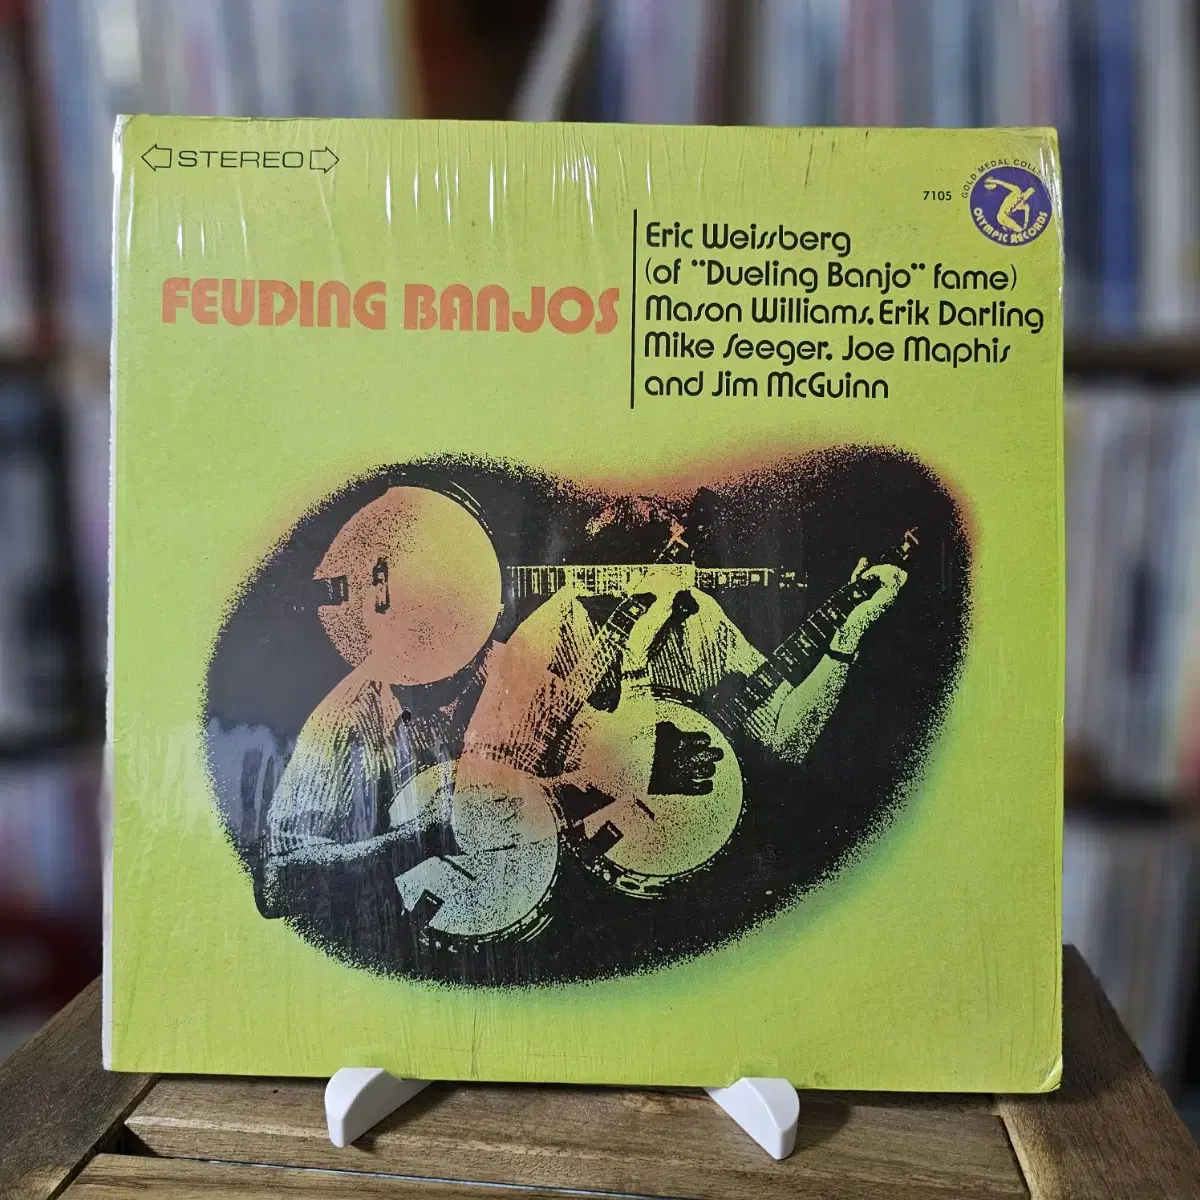 STEREO
7105
GOLD MEDAL COLLE
OLYMPIC RECORDS
FEUDING BANJOS
Eric Weissberg
(of "Dueling Banjo" fame)
Mason Williams. Erik Darling
Mike Seeger. Joe Maphis
and Jim McGuinn